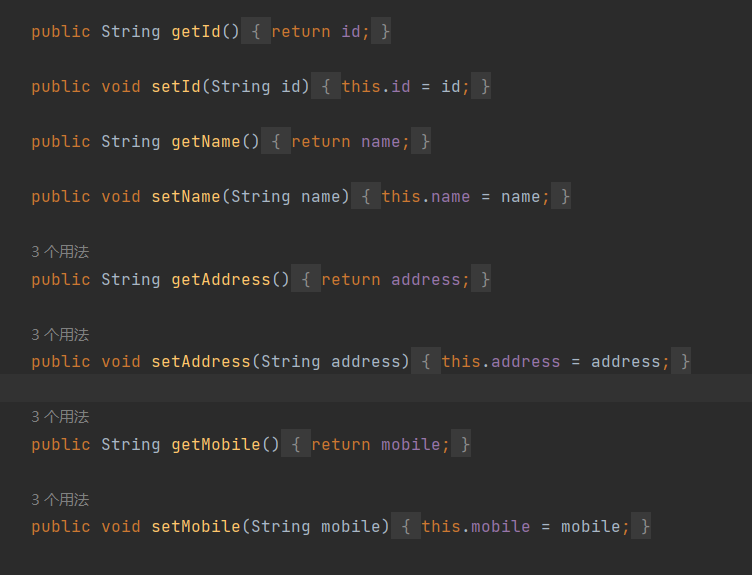 public String getId() { return id; }
public void setId(String id) { this.id = id; }
public String getName() { return name; }
public void setName(String name) { this.name = name; }
3 个用法
public String getAddress() { return address; }
3 个用法
public void setAddress(String address) { this.address = address; }
3 个用法
public String getMobile() { return mobile; }
3 个用法
public void setMobile(String mobile) { this.mobile = mobile; }